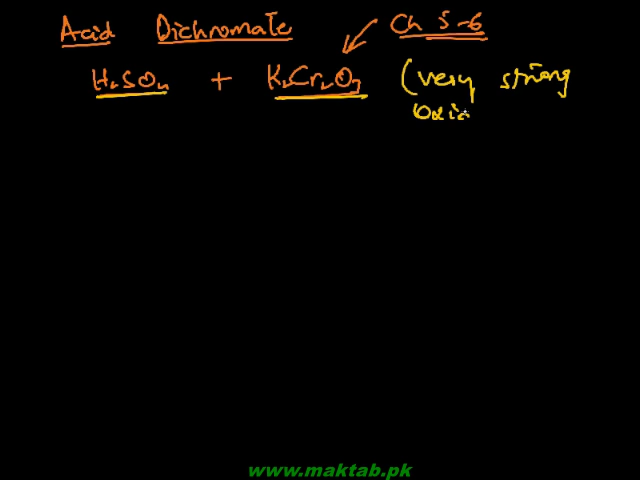 Acid Dichromate Ch 5-6
H₂SO₄ + K₂Cr₂O₇ (very strong
Oxi
www.maktab.pk